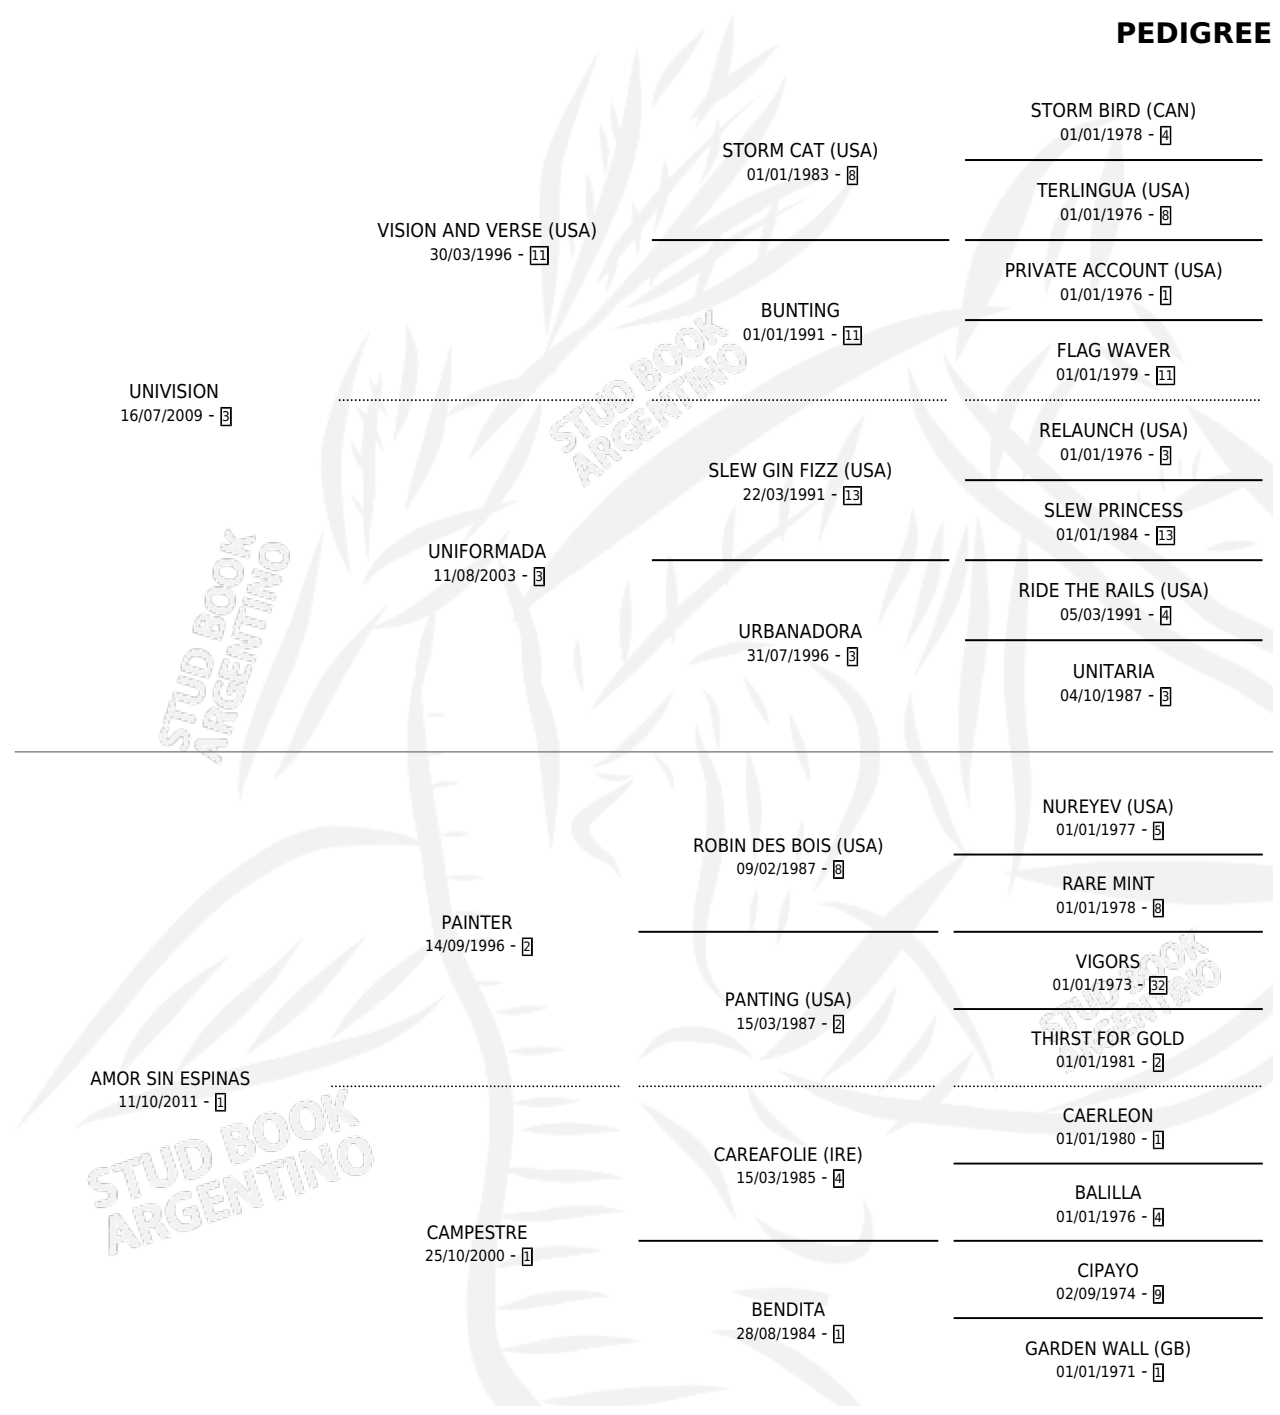 PEDIGREE
STORM BIRD (CAN)
01/01/1978 - 4
STORM CAT (USA)
01/01/1983 - 8
TERLINGUA (USA)
01/01/1976 - 8
VISION AND VERSE (USA)
30/03/1996 - 11
PRIVATE ACCOUNT (USA)
01/01/1976 - 1
BUNTING
01/01/1991 - 11
FLAG WAVER
01/01/1979 - 11
UNIVISION
16/07/2009 - 3
STUD BOOK
ARGENTINO
RELAUNCH (USA)
01/01/1976 - 3
SLEW GIN FIZZ (USA)
22/03/1991 - 13
SLEW PRINCESS
01/01/1984 - 13
UNIFORMADA
11/08/2003 - 3
RIDE THE RAILS (USA)
05/03/1991 - 4
URBANADORA
31/07/1996 - 3
UNITARIA
04/10/1987 - 3
STUD BOOK
ARGENTINO
NUREYEV (USA)
01/01/1977 - 5
ROBIN DES BOIS (USA)
09/02/1987 - 8
RARE MINT
01/01/1978 - 8
PAINTER
14/09/1996 - 2
VIGORS
01/01/1973 - 32
PANTING (USA)
15/03/1987 - 2
THIRST FOR GOLD
01/01/1981 - 2
STUD BOOK
ARGENTINO
AMOR SIN ESPINAS
11/10/2011 - 1
CAERLEON
01/01/1980 - 1
CAREAFOLIE (IRE)
15/03/1985 - 4
BALILLA
01/01/1976 - 4
STUD BOOK
ARGENTINO
CAMPESTRE
25/10/2000 - 1
CIPAYO
02/09/1974 - 9
BENDITA
28/08/1984 - 1
GARDEN WALL (GB)
01/01/1971 - 1